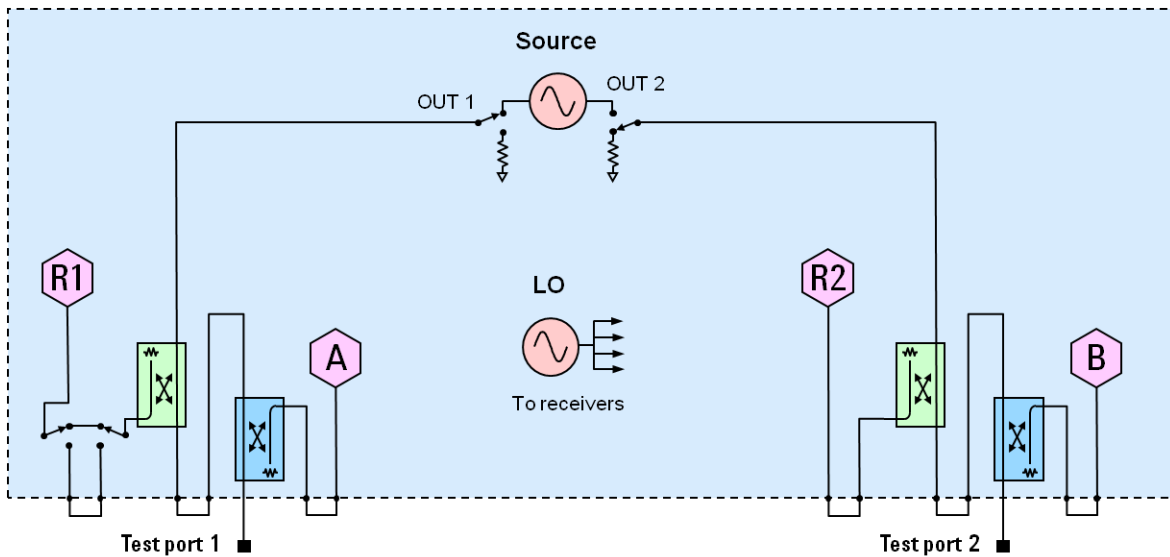 Source
OUT 1
OUT 2
R1
LO
R2
A
B
To receivers
Test port 1
Test port 2